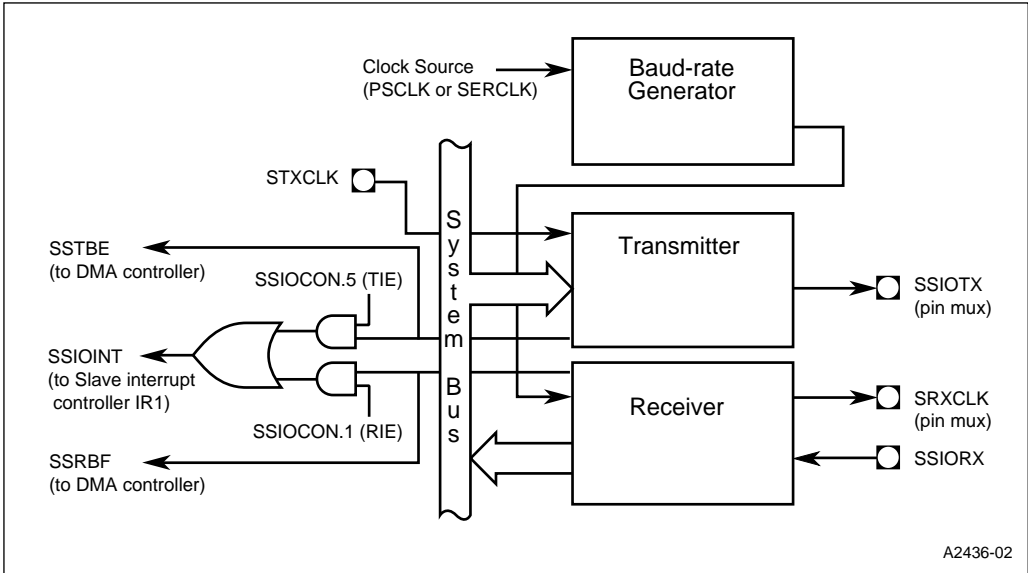 Clock Source
(PSCLK or SERCLK)
Baud-rate
Generator
STXCLK
System Bus
Transmitter
SSTBE
(to DMA controller)
SSIOCON.5 (TIE)
SSIOTX
(pin mux)
SSIOINT
(to Slave interrupt
controller IR1)
Receiver
SRXCLK
(pin mux)
SSIOCON.1 (RIE)
SSRBF
(to DMA controller)
SSIORX
A2436-02